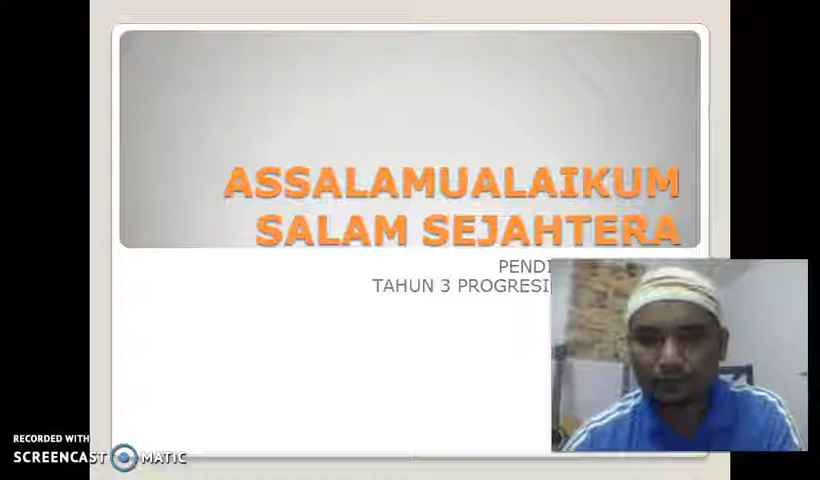 ASSALAMUALAIKUM
SALAM SEJAHTERA
TAHUN 3 PROGRESI
RECORDED WITH
SCREENCAST MATIC